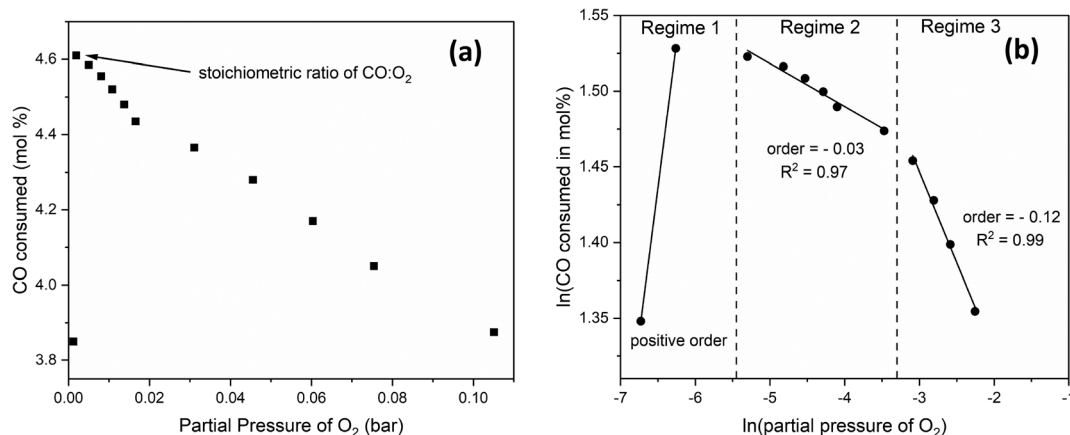 (a)
stoichiometric ratio of CO:O₂
CO consumed (mol %)
4.6
4.4
4.2
4.0
3.8
0.00 0.02 0.04 0.06 0.08 0.10
Partial Pressure of O₂ (bar)
(b)
Regime 1 Regime 2 Regime 3
ln(CO consumed in mol%)
1.55
1.50
1.45
1.40
1.35
order = - 0.03
R² = 0.97
order = - 0.12
R² = 0.99
positive order
-7 -6 -5 -4 -3 -2 -1
ln(partial pressure of O₂)